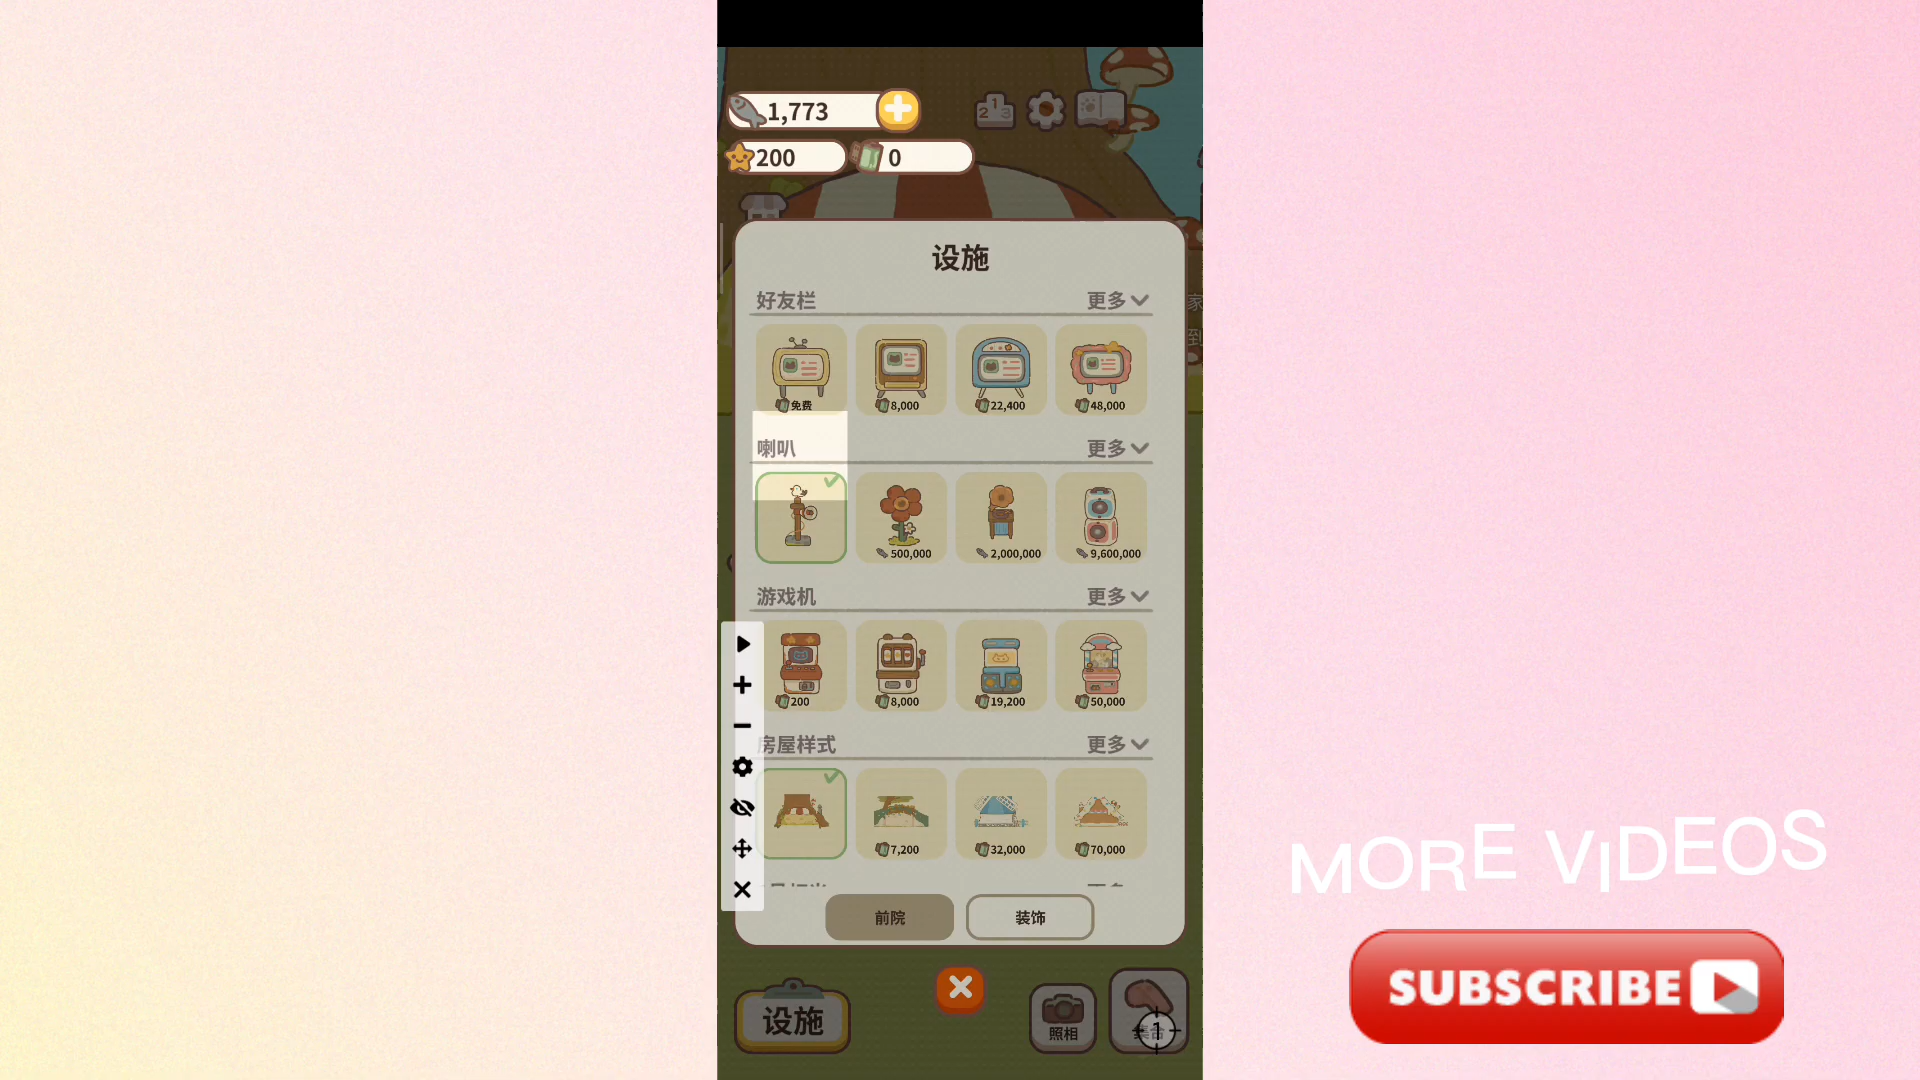 1,773
200
0
设施
好友栏 更多
免费 8,000 22,400 48,000
喇叭 更多
500,000 2,000,000 9,600,000
游戏机 更多
200 8,000 19,200 50,000
房屋样式 更多
7,200 32,000 70,000
前院 装饰
设施 照相 1
MORE VIDEOS
SUBSCRIBE